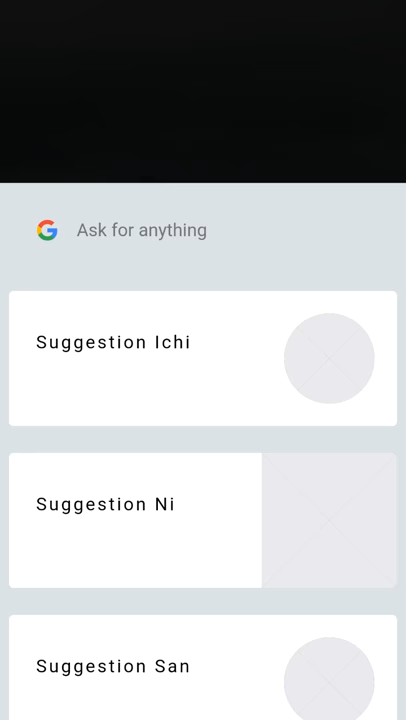 Ask for anything
Suggestion Ichi
Suggestion Ni
Suggestion San